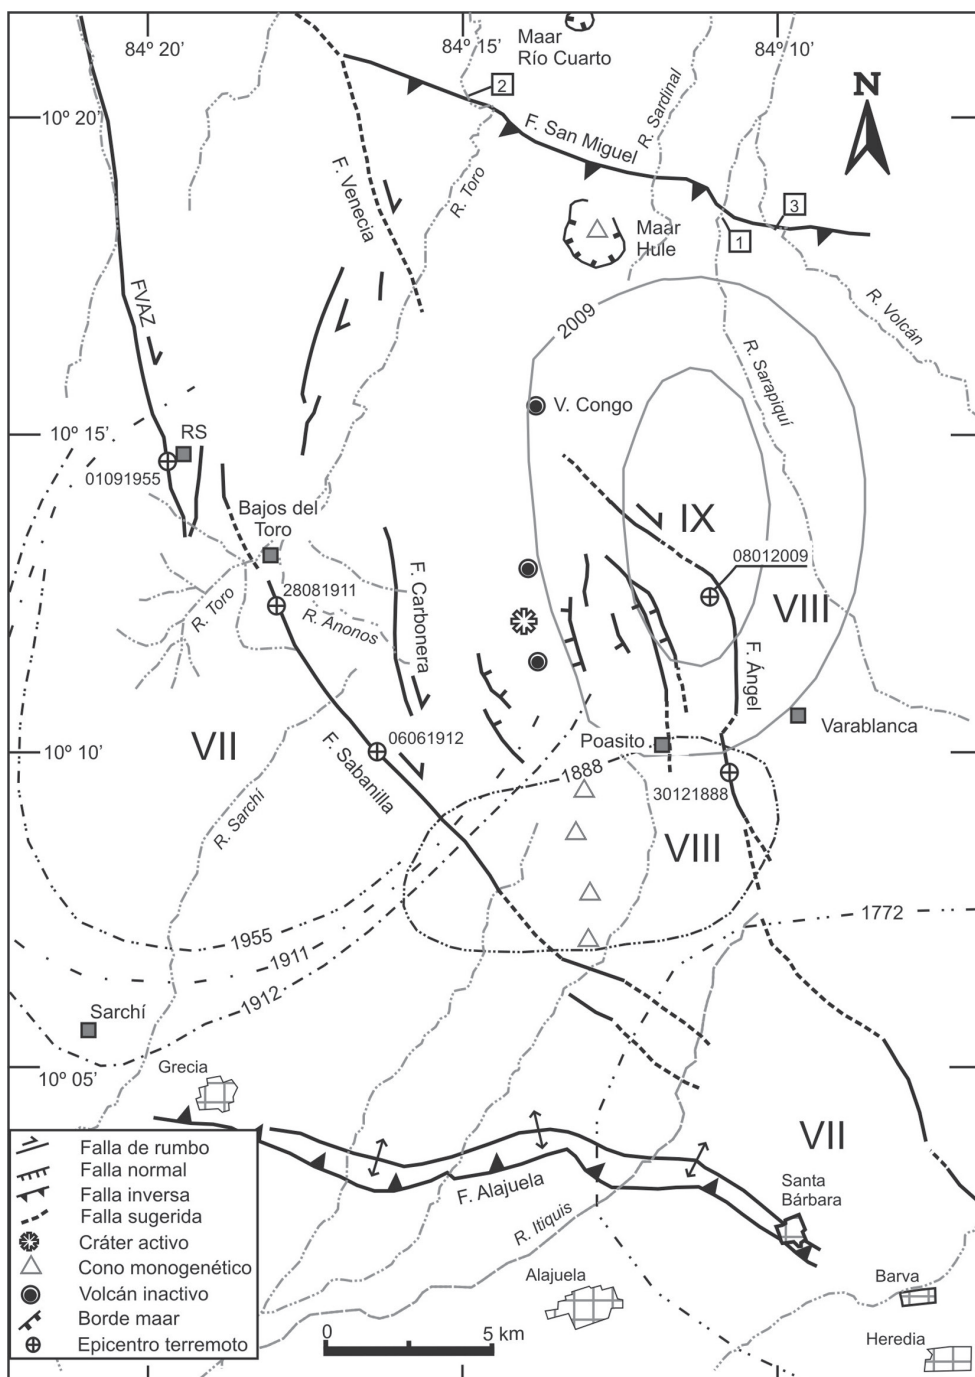 84º 20’
84º 15’
84º 10’
Maar
Río Cuarto
N
2
10º 20’
F. San Miguel
R. Sardinal
F. Venecia
R. Toro
3
1
Maar
Hule
FVAZ
2009
R. Volcán
R. Sarapiquí
V. Congo
10º 15’
RS
01091955
IX
Bajos del
Toro
08012009
28081911
VIII
R. Toro
R. Anonos
F. Carbonera
F. Ángel
06061912
VII
Varablanca
Poasito
10º 10’
F. Sabanilla
1888
30121888
R. Sarchí
VIII
1772
1955
1911
1912
Sarchí
Grecia
10º 05’
VII
Santa
Bárbara
F. Alajuela
R. Itiquis
Alajuela
Barva
Heredia
Falla de rumbo
Falla normal
Falla inversa
Falla sugerida
Cráter activo
Cono monogenético
Volcán inactivo
Borde maar
Epicentro terremoto
0
5 km